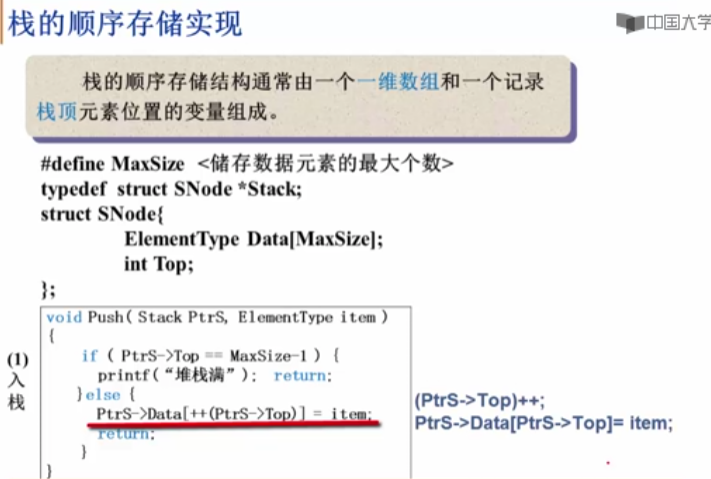 栈的顺序存储实现
中国大学
栈的顺序存储结构通常由一个一维数组和一个记录
栈顶元素位置的变量组成。
#define MaxSize <储存数据元素的最大个数>
typedef struct SNode *Stack;
struct SNode{
ElementType Data[MaxSize];
int Top;
};
(1)
入
栈
void Push( Stack PtrS, ElementType item )
{
if ( PtrS->Top == MaxSize-1 ) {
printf(“堆栈满”); return;
}else {
PtrS->Data[++(PtrS->Top)] = item;
return;
}
}
(PtrS->Top)++;
PtrS->Data[PtrS->Top]= item;